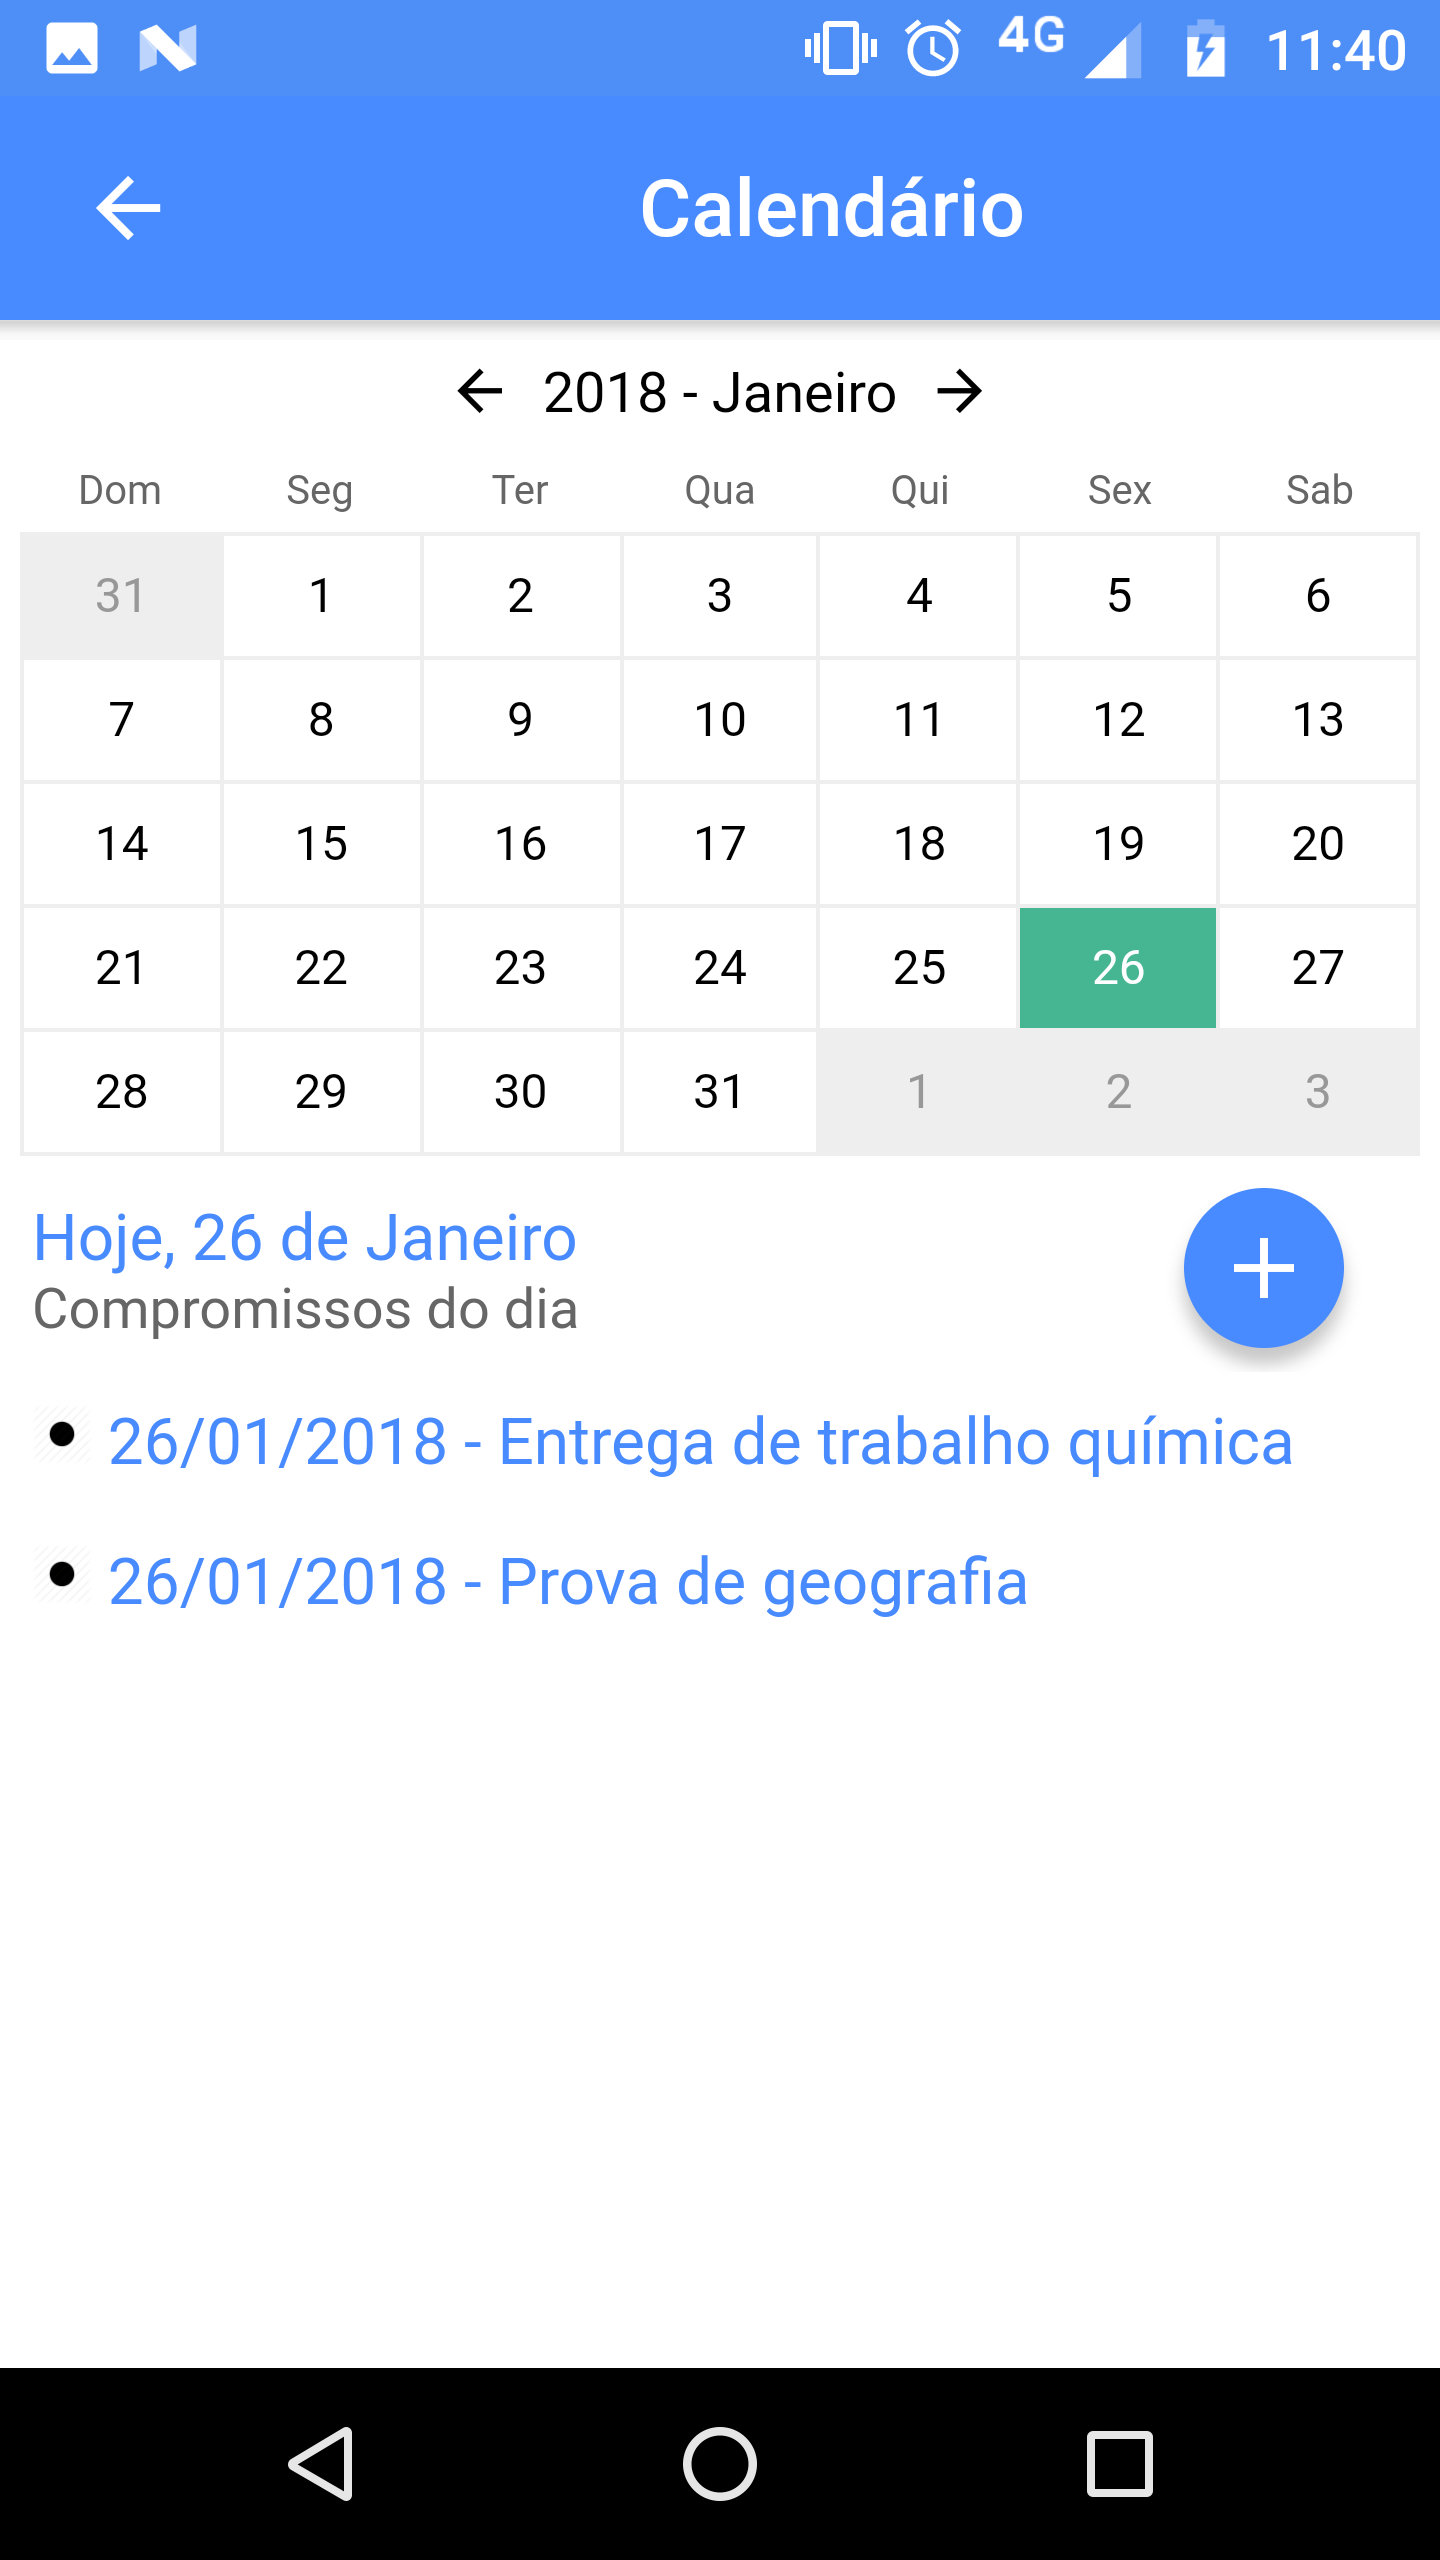 4G 11:40
Calendário
2018 - Janeiro
Dom Seg Ter Qua Qui Sex Sab
31 1 2 3 4 5 6
7 8 9 10 11 12 13
14 15 16 17 18 19 20
21 22 23 24 25 26 27
28 29 30 31 1 2 3
Hoje, 26 de Janeiro
Compromissos do dia
26/01/2018 - Entrega de trabalho química
26/01/2018 - Prova de geografia